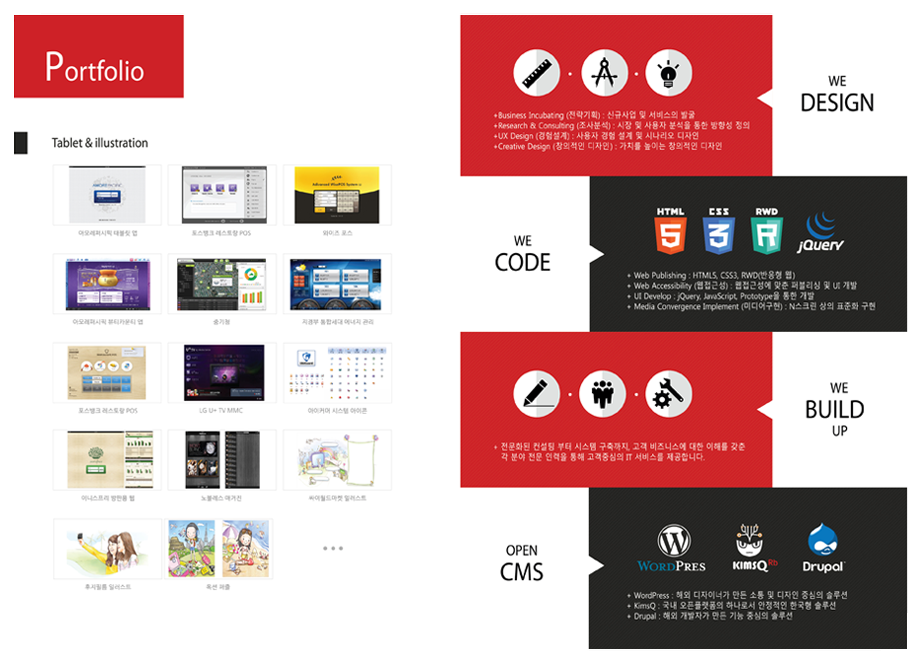 Portfolio
Tablet & illustration
아모레퍼시픽 태블릿 앱
포스뱅크 레스토랑 POS
와이즈 포스
아모레퍼시픽 뷰티카운터 앱
송기정
지경부 통합세대 에너지 관리
포스뱅크 레스토랑 POS
LG U+ TV MMC
아이커머 시스템 아이콘
이니스프리 방판용 웹
노블레스 매거진
싸이월드마켓 일러스트
후지필름 일러스트
옥션 퍼플
WE
DESIGN
+Business Incubating (전략기획) : 신규사업 및 서비스의 발굴
+Research & Consulting (조사분석) : 시장 및 사용자 분석을 통한 방향성 정의
+UX Design (경험설계) : 사용자 경험 설계 및 시나리오 디자인
+Creative Design (창의적인 디자인) : 가치를 높이는 창의적인 디자인
WE
CODE
HTML
5
CSS
3
RWD
R
jQuery
+ Web Publishing : HTML5, CSS3, RWD(반응형 웹)
+ Web Accessibility (웹접근성) : 웹접근성에 맞춘 퍼블리싱 및 UI 개발
+ UI Develop : jQuery, JavaScript, Prototype을 통한 개발
+ Media Convergence Implement (미디어구현) : N스크린 상의 표준화 구현
WE
BUILD
UP
+ 전문화된 컨설팅 부터 시스템 구축까지, 고객 비즈니스에 대한 이해를 갖춘
각 분야 전문 인력을 통해 고객중심의 IT 서비스를 제공합니다.
OPEN
CMS
WORDPRES
KIMSQ RD
Drupal
+ WordPress : 해외 디자이너가 만든 소통 및 디자인 중심의 솔루션
+ KimsQ : 국내 오픈플랫폼의 하나로서 안정적인 한국형 솔루션
+ Drupal : 해외 개발자가 만든 기능 중심의 솔루션